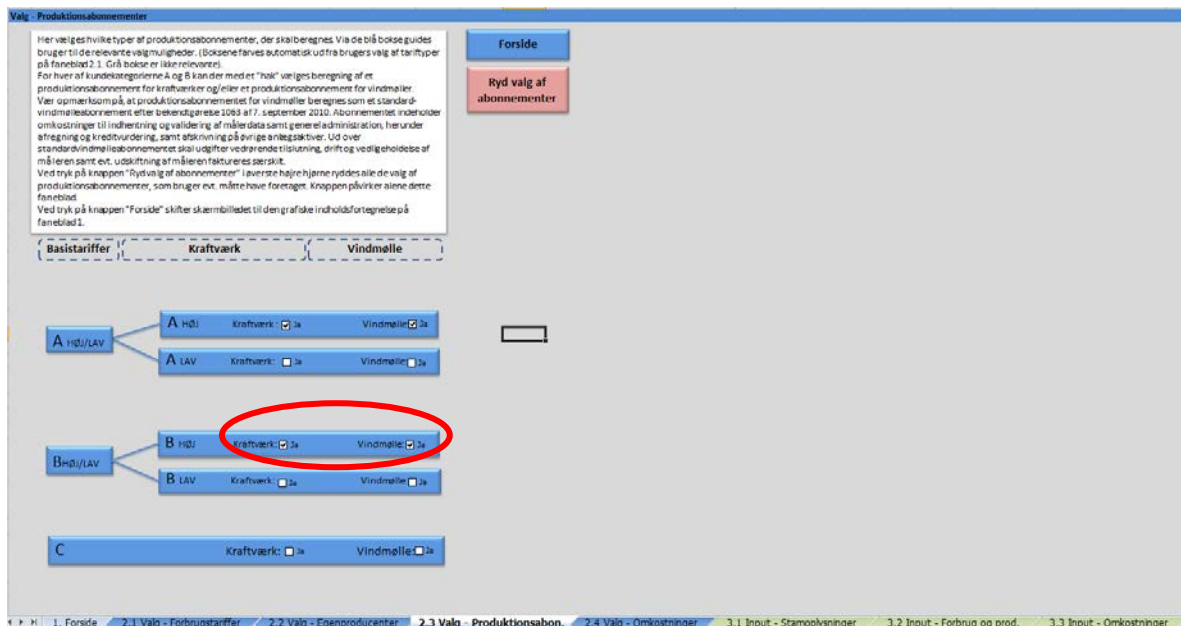 Valg - Produktionsabonnementer
Her vælges hvilke typer af produktionsabonnementer, der skal beregnes. Via de blå bokse guides
bruger til de relevante valgmuligheder. (Boksene farves automatisk ud fra brugers valg af tariftyper
på faneblad 2.1. Grå bokse er ikke relevante).
For hver af kundekategorierne A og B kan der med et "hak" vælges beregning af et
produktionsabonnement for kraftværker og/eller et produktionsabonnement for vindmøller.
Vær opmærksom på, at produktionsabonnementet for vindmøller beregnes som et standard-
vindmølleabonnement efter bekendtgørelse 1063 af 7. september 2010. Abonnementet indeholder
omkostninger til indhentning og validering af målerdata samt generel administration, herunder
afregning og kreditvurdering, samt afskrivning på øvrige anlægsaktiver. Ud over
standardvindmølleabonnementet skal udgifter vedrørende tilslutning, drift og vedligeholdelse af
måleren samt evt. udskiftning af måleren faktureres særskilt.
Ved tryk på knappen "Ryd valg af abonnementer" i øverste højre hjørne ryddes alle de valg af
produktionsabonnementer, som bruger evt. måtte have foretaget. Knappen påvirker alene dette
faneblad.
Ved tryk på knappen "Forside" skifter skærmbilledet til den grafiske indholdsfortegnelse på
faneblad 1.
Forside
Ryd valg af
abonnementer
Basistariffer Kraftværk Vindmølle
A HØJ Kraftværk: Ja Vindmølle Ja
A HØJ/LAV
A LAV Kraftværk: Ja Vindmølle: Ja
B HØJ Kraftværk: Ja Vindmølle: Ja
B HØJ/LAV
B LAV Kraftværk: Ja Vindmølle Ja
C Kraftværk: Ja Vindmølle: Ja
1. Forside 2.1 Valg - Forbrugstariffer 2.2 Valg - Egenproducenter 2.3 Valg - Produktionsabon. 2.4 Valg - Omkostninger 3.1 Input - Stamoplysninger 3.2 Input - Forbrug og prod. 3.3 Input - Omkostninger